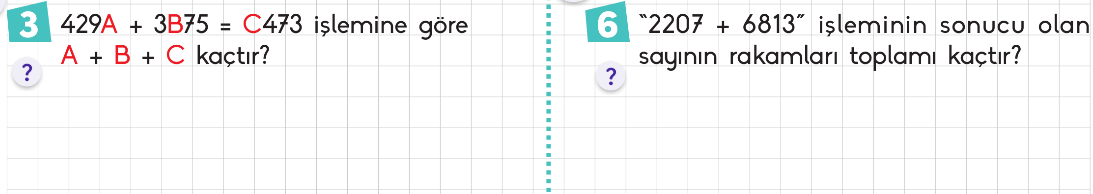 3 429A + 3B75 = C473 işlemine göre
A + B + C kaçtır?
?
6 “2207 + 6813” işleminin sonucu olan
sayının rakamları toplamı kaçtır?
?